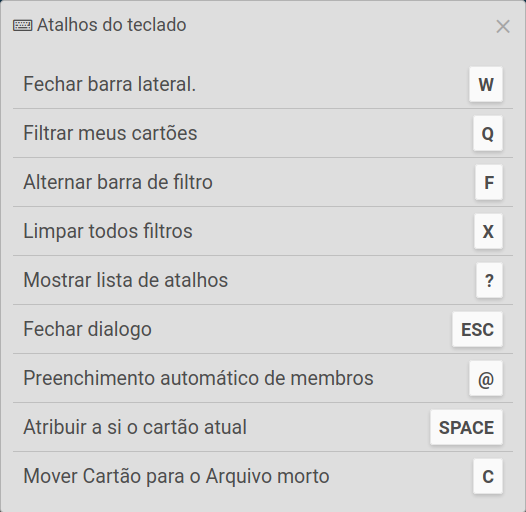 Atalhos do teclado
Fechar barra lateral. W
Filtrar meus cartões Q
Alternar barra de filtro F
Limpar todos filtros X
Mostrar lista de atalhos ?
Fechar dialogo ESC
Preenchimento automático de membros @
Atribuir a si o cartão atual SPACE
Mover Cartão para o Arquivo morto C